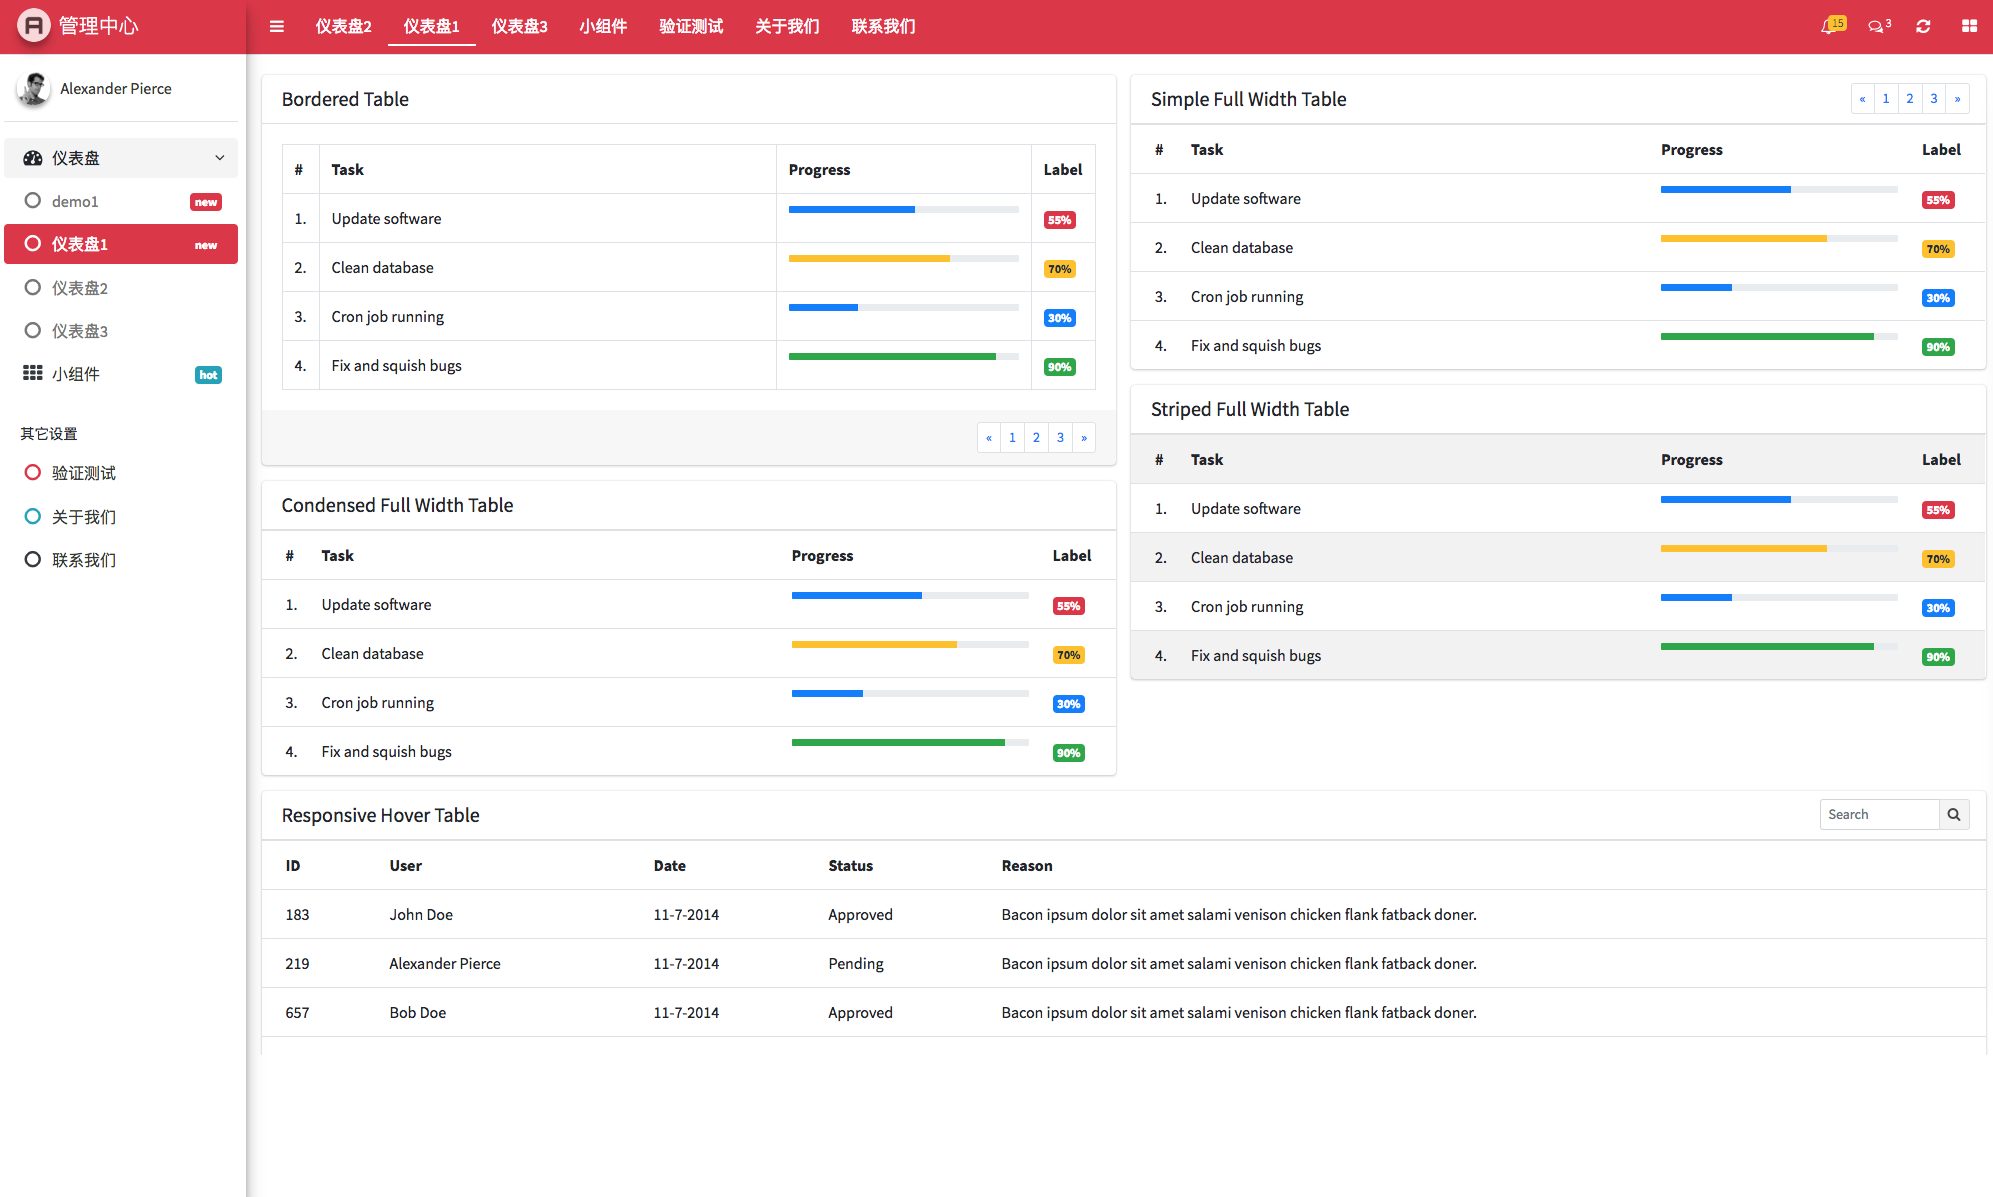 管理中心
仪表盘2 仪表盘1 仪表盘3 小组件 验证测试 关于我们 联系我们
15 3
Alexander Pierce
仪表盘
demo1 new
仪表盘1 new
仪表盘2
仪表盘3
小组件 hot
其它设置
验证测试
关于我们
联系我们
Bordered Table
# Task Progress Label
1. Update software 55%
2. Clean database 70%
3. Cron job running 30%
4. Fix and squish bugs 90%
« 1 2 3 »
Condensed Full Width Table
# Task Progress Label
1. Update software 55%
2. Clean database 70%
3. Cron job running 30%
4. Fix and squish bugs 90%
Simple Full Width Table
« 1 2 3 »
# Task Progress Label
1. Update software 55%
2. Clean database 70%
3. Cron job running 30%
4. Fix and squish bugs 90%
Striped Full Width Table
# Task Progress Label
1. Update software 55%
2. Clean database 70%
3. Cron job running 30%
4. Fix and squish bugs 90%
Responsive Hover Table
Search
ID User Date Status Reason
183 John Doe 11-7-2014 Approved Bacon ipsum dolor sit amet salami venison chicken flank fatback doner.
219 Alexander Pierce 11-7-2014 Pending Bacon ipsum dolor sit amet salami venison chicken flank fatback doner.
657 Bob Doe 11-7-2014 Approved Bacon ipsum dolor sit amet salami venison chicken flank fatback doner.